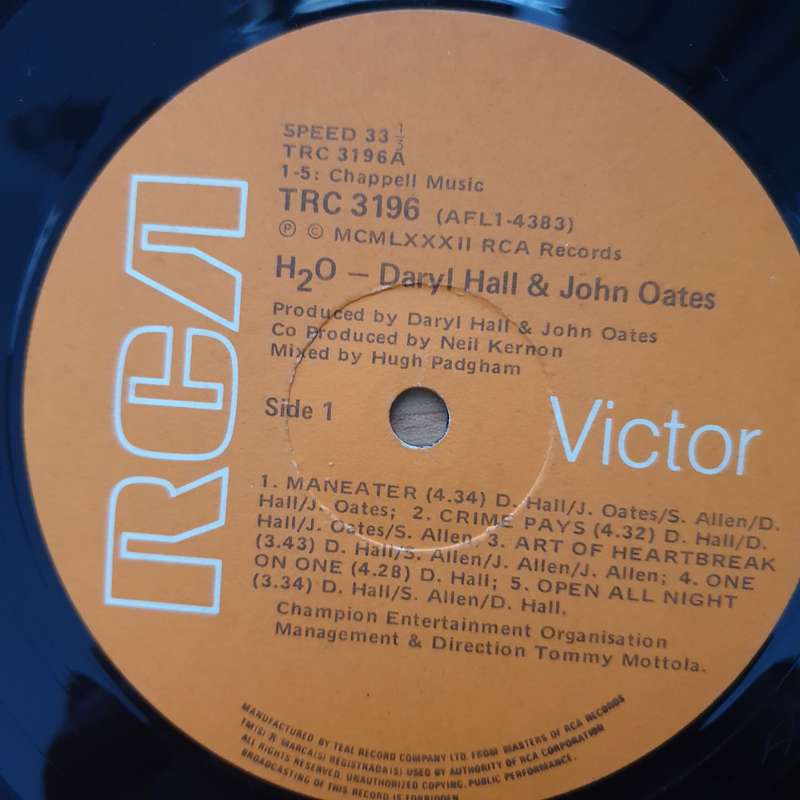 SPEED 33 1/3
TRC 3196A
1-5: Chappell Music
TRC 3196 (AFL1-4383)
℗ © MCMLXXXII RCA Records
H2O – Daryl Hall & John Oates
Produced by Daryl Hall & John Oates
Co Produced by Neil Kernon
Mixed by Hugh Padgham
Side 1
RCA
Victor
1. MANEATER (4.34) D. Hall/J. Oates/S. Allen/D.
Hall/J. Oates; 2. CRIME PAYS (4.32) D. Hall/D.
Hall/J. Oates/S. Allen. 3. ART OF HEARTBREAK
(3.43) D. Hall/S. Allen/J. Allen/J. Allen; 4. ONE
ON ONE (4.28) D. Hall; 5. OPEN ALL NIGHT
(3.34) D. Hall/S. Allen/D. Hall.
Champion Entertainment Organisation
Management & Direction Tommy Mottola.
MANUFACTURED BY TEAL RECORD COMPANY LTD. FROM MASTERS OF RCA RECORDS
TM(S) ® MARCA(S) REGISTRADA(S) USED BY AUTHORITY OF RCA CORPORATION
ALL RIGHTS RESERVED. UNAUTHORIZED COPYING. PUBLIC PERFORMANCE.
BROADCASTING OF THIS RECORD IS FORBIDDEN